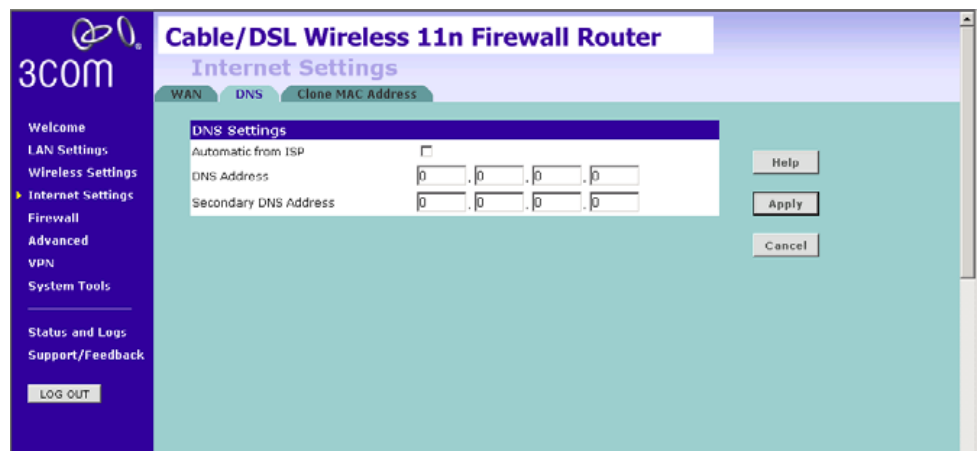 3COM
Cable/DSL Wireless 11n Firewall Router
Internet Settings
WAN
DNS
Clone MAC Address
Welcome
LAN Settings
Wireless Settings
Internet Settings
Firewall
Advanced
VPN
System Tools
Status and Logs
Support/Feedback
LOG OUT
DNS Settings
Automatic from ISP
DNS Address 0 . 0 . 0 . 0
Secondary DNS Address 0 . 0 . 0 . 0
Help
Apply
Cancel